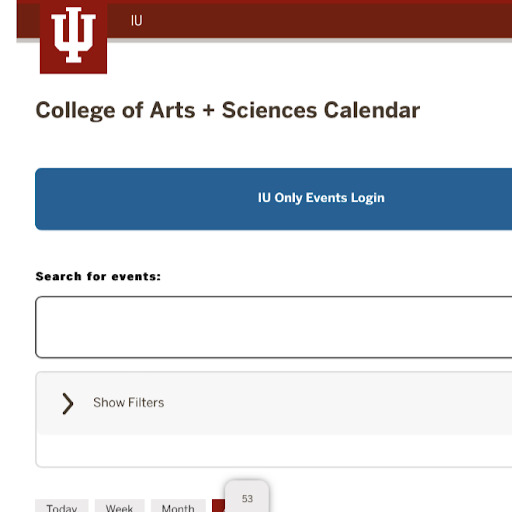 IU
College of Arts + Sciences Calendar
IU Only Events Login
Search for events:
Show Filters
53
Today Week Month